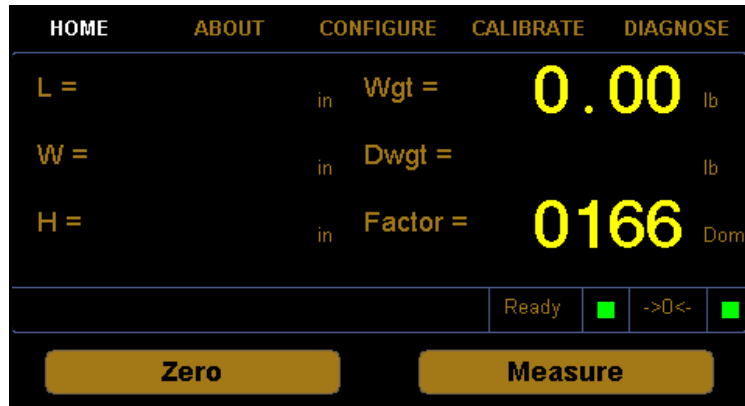 HOME ABOUT CONFIGURE CALIBRATE DIAGNOSE
L = in Wgt = 0.00 lb
W = in Dwgt = lb
H = in Factor = 0166 Dom
Ready ->0<-
Zero Measure